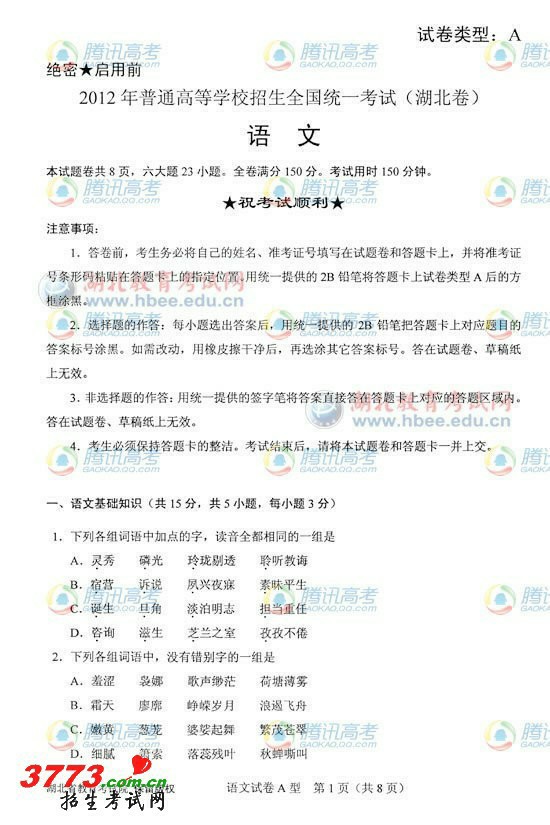 试卷类型：A
绝密★启用前
2012 年普通高等学校招生全国统一考试（湖北卷）
语 文
本试题卷共 8 页，六大题 23 小题。全卷满分 150 分。考试用时 150 分钟。
★祝考试顺利★
注意事项：
1．答卷前，考生务必将自己的姓名、准考证号填写在试题卷和答题卡上，并将准考证
号条形码粘贴在答题卡上的指定位置。用统一提供的 2B 铅笔将答题卡上试卷类型 A 后的方
框涂黑。
2．选择题的作答：每小题选出答案后，用统一提供的 2B 铅笔把答题卡上对应题目的
答案标号涂黑。如需改动，用橡皮擦干净后，再选涂其它答案标号。答在试题卷、草稿纸
上无效。
3．非选择题的作答：用统一提供的签字笔将答案直接答在答题卡上对应的答题区域内。
答在试题卷、草稿纸上无效。
4．考生必须保持答题卡的整洁。考试结束后，请将本试题卷和答题卡一并上交。
一、语文基础知识（共 15 分，共 5 小题，每小题 3 分）
1．下列各组词语中加点的字，读音全都相同的一组是
A．灵秀 磷光 玲珑剔透 聆听教诲
B．宿营 诉说 夙兴夜寐 素昧平生
C．诞生 旦角 淡泊明志 担当重任
D．咨询 滋生 芝兰之室 孜孜不倦
2．下列各组词语中，没有错别字的一组是
A．羞涩 袅娜 歌声缈茫 荷塘薄雾
B．霜天 廖廓 峥嵘岁月 浪遏飞舟
C．嫩黄 葱茏 婆娑起舞 繁茂苍翠
D．细腻 箫索 落蕊残叶 秋蝉嘶叫
湖北省教育考试院 保留版权 语文试卷 A 型 第 1 页（共 8 页）
腾讯高考
GAOKAO.QQ.COM
湖北教育考试网
www.hbee.edu.cn
3773.com.cn
招生考试网